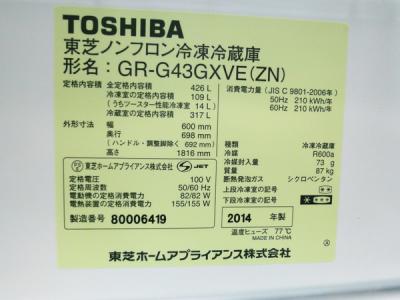 TOSHIBA
東芝ノンフロン冷凍冷蔵庫
形名：GR-G43GXVE(ZN)
定格内容積 全定格内容積 426 L
冷凍室の定格内容積 109 L
(うちツースター性能冷凍室 14 L)
冷蔵室の定格内容積 317 L
外形寸法 幅 600 mm
奥行 698 mm
(ハンドル・調整脚除く 692 mm)
高さ 1816 mm
東芝ホームアプライアンス株式会社 S JET
定格電圧 100 V
定格周波数 50/60 Hz
電動機の定格消費電力 82/82 W
電熱装置の定格消費電力 155/155 W
製造番号 80006419
消費電力量 (JIS C 9801-2006年)
50Hz 210 kWh/年
60Hz 210 kWh/年
種類 冷凍冷蔵庫
冷媒 R600a
冷媒封入量 73 g
質量 87 kg
断熱発泡ガス シクロペンタン
上段冷凍室の記号
下段冷凍室の記号
2014 年製
温度ヒューズ 77℃
MADE IN CHINA
A
東芝ホームアプライアンス株式会社